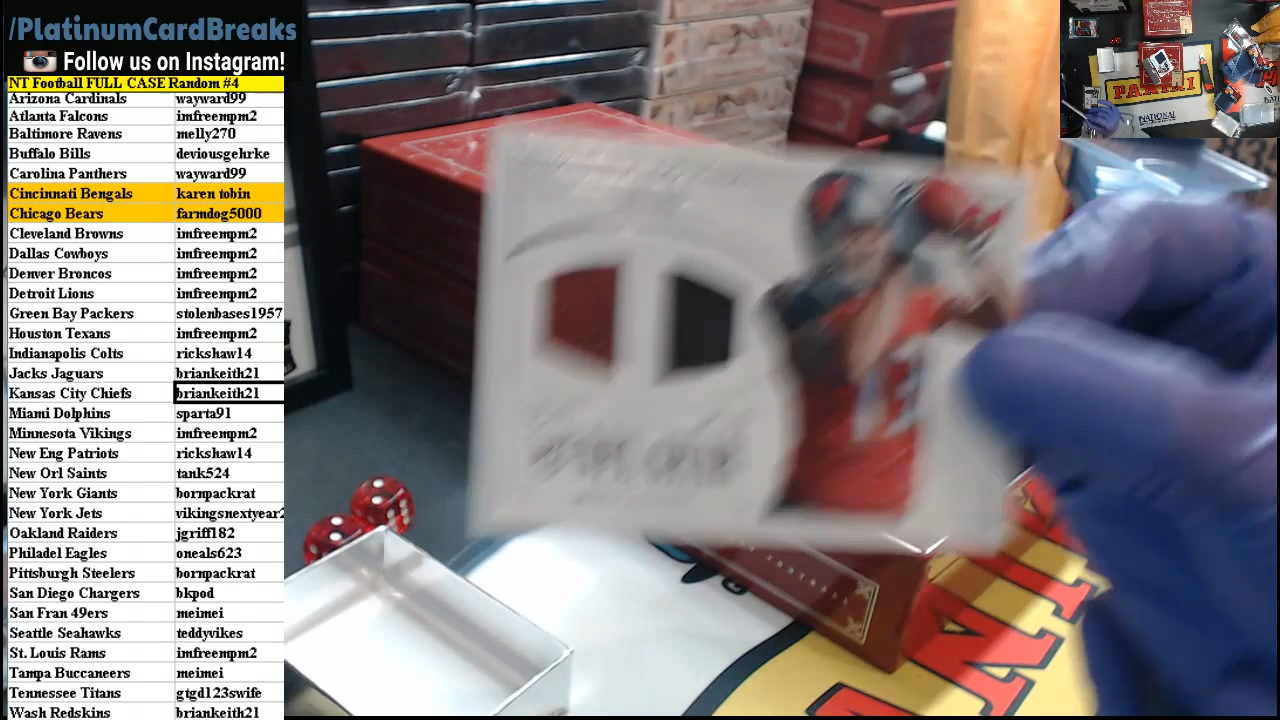 /PlatinumCardBreaks
Follow us on Instagram!
NT Football FULL CASE Random #4
Arizona Cardinals wayward99
Atlanta Falcons imfreempm2
Baltimore Ravens melly270
Buffalo Bills deviousgehrke
Carolina Panthers wayward99
Cincinnati Bengals karen tobin
Chicago Bears farmdog5000
Cleveland Browns imfreempm2
Dallas Cowboys imfreempm2
Denver Broncos imfreempm2
Detroit Lions imfreempm2
Green Bay Packers stolenbases1957
Houston Texans imfreempm2
Indianapolis Colts rickshaw14
Jacks Jaguars briankeith21
Kansas City Chiefs briankeith21
Miami Dolphins sparta91
Minnesota Vikings imfreempm2
New Eng Patriots rickshaw14
New Orl Saints tank524
New York Giants bornpackrat
New York Jets vikingsnextyear2
Oakland Raiders jgriff182
Philadel Eagles oneals623
Pittsburgh Steelers bornpackrat
San Diego Chargers bkpod
San Fran 49ers meimei
Seattle Seahawks teddyvikes
St. Louis Rams imfreempm2
Tampa Buccaneers meimei
Tennessee Titans gtgd123swife
Wash Redskins briankeith21
PANINI
NATIONAL